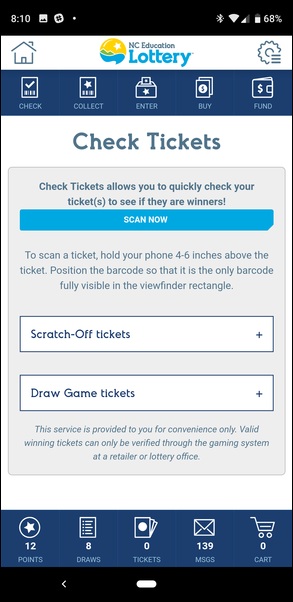 8:10
68%
NC Education
Lottery
CHECK
COLLECT
ENTER
BUY
FUND
Check Tickets
Check Tickets allows you to quickly check your
ticket(s) to see if they are winners!
SCAN NOW
To scan a ticket, hold your phone 4-6 inches above the
ticket. Position the barcode so that it is the only barcode
fully visible in the viewfinder rectangle.
Scratch-Off tickets +
Draw Game tickets +
This service is provided to you for convenience only. Valid
winning tickets can only be verified through the gaming system
at a retailer or lottery office.
12
8
0
139
0
POINTS
DRAWS
TICKETS
MSGS
CART